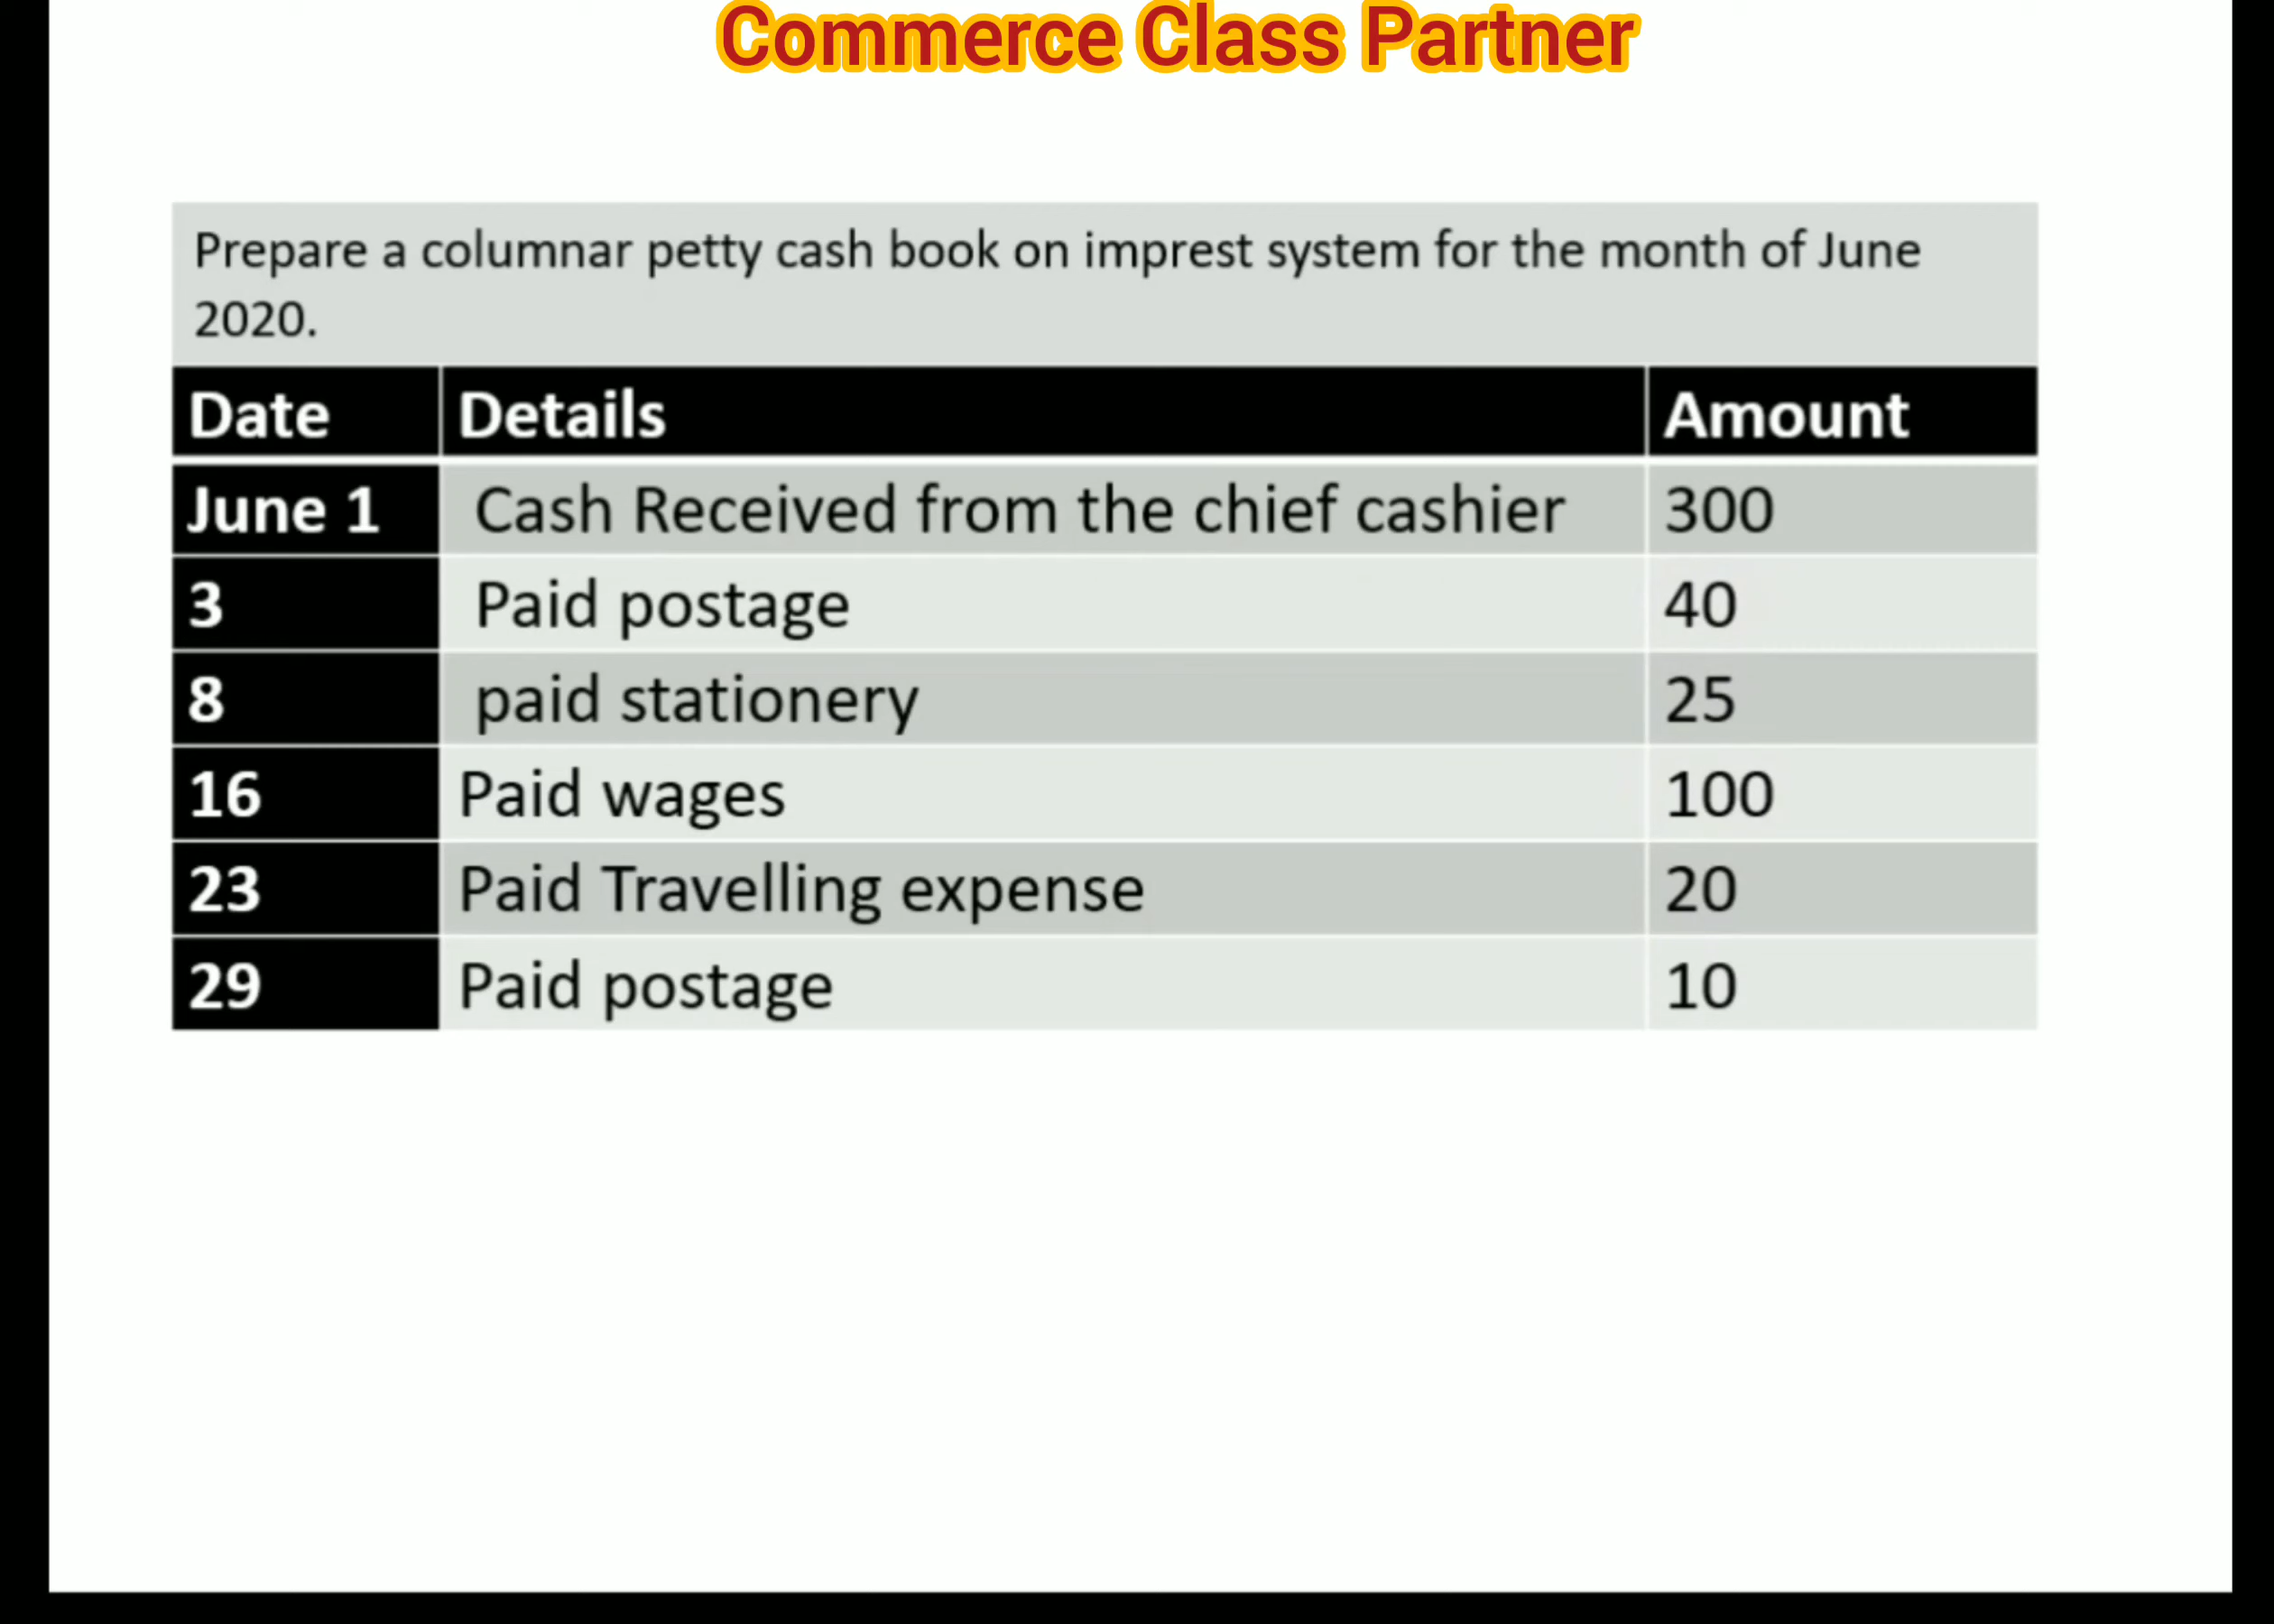 Commerce Class Partner
Prepare a columnar petty cash book on imprest system for the month of June
2020.
Date Details Amount
June 1 Cash Received from the chief cashier 300
3 Paid postage 40
8 paid stationery 25
16 Paid wages 100
23 Paid Travelling expense 20
29 Paid postage 10